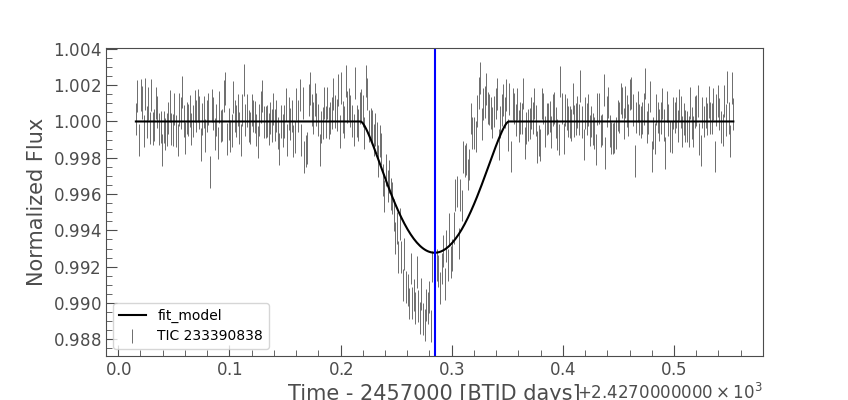 1.004
1.002
1.000
0.998
0.996
0.994
0.992
0.990
0.988
Normalized Flux
fit_model
TIC 233390838
0.0 0.1 0.2 0.3 0.4 0.5
Time - 2457000 [BTJD days]
+2.4270000000 × 10³